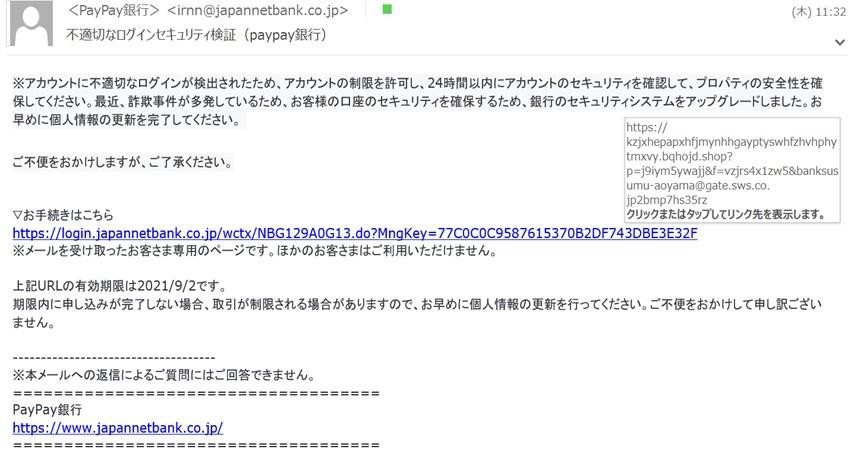 ＜PayPay銀行＞ <irnn@japannetbank.co.jp>
(木) 11:32
不適切なログインセキュリティ検証（paypay銀行）
※アカウントに不適切なログインが検出されたため、アカウントの制限を許可し、24時間以内にアカウントのセキュリティを確認して、プロパティの安全性を確
保してください。最近、詐欺事件が多発しているため、お客様の口座のセキュリティを確保するため、銀行のセキュリティシステムをアップグレードしました。お
早めに個人情報の更新を完了してください。
ご不便をおかけしますが、ご了承ください。
https://
kzjxhepapxhfjmynhhgayptyswhfzhvhphy
tmxvy.bqhojd.shop?
p=j9iym5ywajj&f=vzjrs4x1zw5&banksus
umu-aoyama@gate.sws.co.
jp2bmp7hs35rz
クリックまたはタップしてリンク先を表示します。
▽お手続きはこちら
https://login.japannetbank.co.jp/wctx/NBG129A0G13.do?MngKey=77C0C0C9587615370B2DF743DBE3E32F
※メールを受け取ったお客さま専用のページです。ほかのお客さまはご利用いただけません。
上記URLの有効期限は2021/9/2です。
期限内に申し込みが完了しない場合、取引が制限される場合がありますので、お早めに個人情報の更新を行ってください。ご不便をおかけして申し訳ござい
ません。
------------------------------------
※本メールへの返信によるご質問にはご回答できません。
====================================
PayPay銀行
https://www.japannetbank.co.jp/
====================================